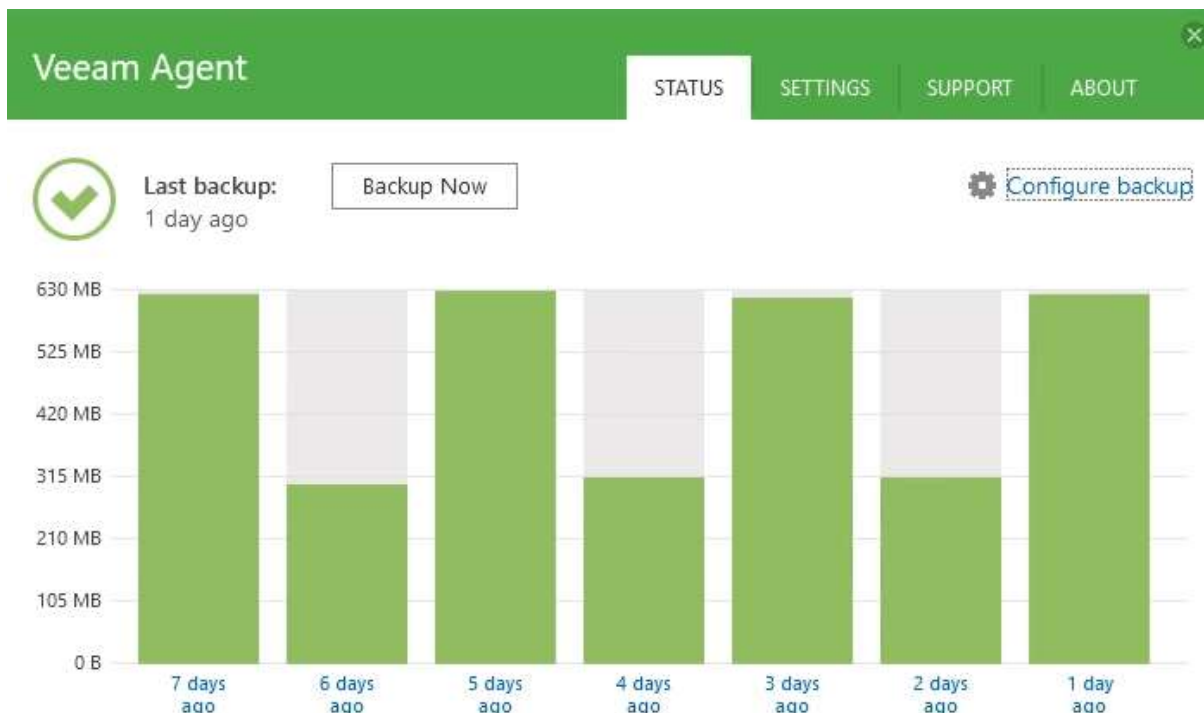 Veeam Agent
STATUS
SETTINGS
SUPPORT
ABOUT
Last backup:
1 day ago
Backup Now
Configure backup
630 MB
525 MB
420 MB
315 MB
210 MB
105 MB
0 B
7 days
ago
6 days
ago
5 days
ago
4 days
ago
3 days
ago
2 days
ago
1 day
ago